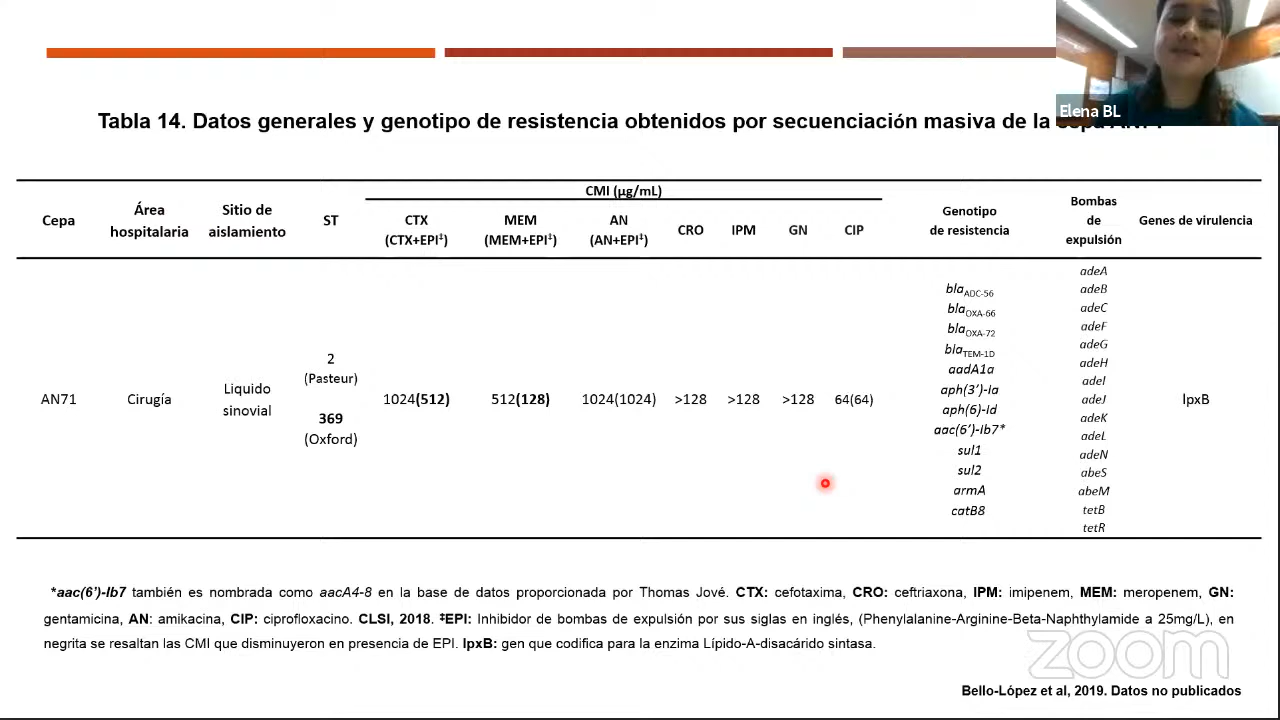 Elena BL
Tabla 14. Datos generales y genotipo de resistencia obtenidos por secuenciación masiva de la
CMI (µg/mL)
Cepa
Área
hospitalaria
Sitio de
aislamiento
ST
CTX
(CTX+EPI‡)
MEM
(MEM+EPI‡)
AN
(AN+EPI‡)
CRO
IPM
GN
CIP
Genotipo
de resistencia
Bombas
de
expulsión
Genes de virulencia
AN71
Cirugía
Liquido
sinovial
2
(Pasteur)
369
(Oxford)
1024(512)
512(128)
1024(1024)
>128
>128
>128
64(64)
blaADC-56
blaOXA-66
blaOXA-72
blaTEM-1D
aadA1a
aph(3’)-Ia
aph(6)-Id
aac(6’)-Ib7*
sul1
sul2
armA
catB8
adeA
adeB
adeC
adeF
adeG
adeH
adeI
adeJ
adeK
adeL
adeN
abeS
abeM
tetB
tetR
lpxB
*aac(6’)-Ib7 también es nombrada como aacA4-8 en la base de datos proporcionada por Thomas Jové. CTX: cefotaxima, CRO: ceftriaxona, IPM: imipenem, MEM: meropenem, GN:
gentamicina, AN: amikacina, CIP: ciprofloxacino. CLSI, 2018. ‡EPI: Inhibidor de bombas de expulsión por sus siglas en inglés, (Phenylalanine-Arginine-Beta-Naphthylamide a 25mg/L), en
negrita se resaltan las CMI que disminuyeron en presencia de EPI. lpxB: gen que codifica para la enzima Lípido-A-disacárido sintasa.
zoom
Bello-López et al, 2019. Datos no publicados